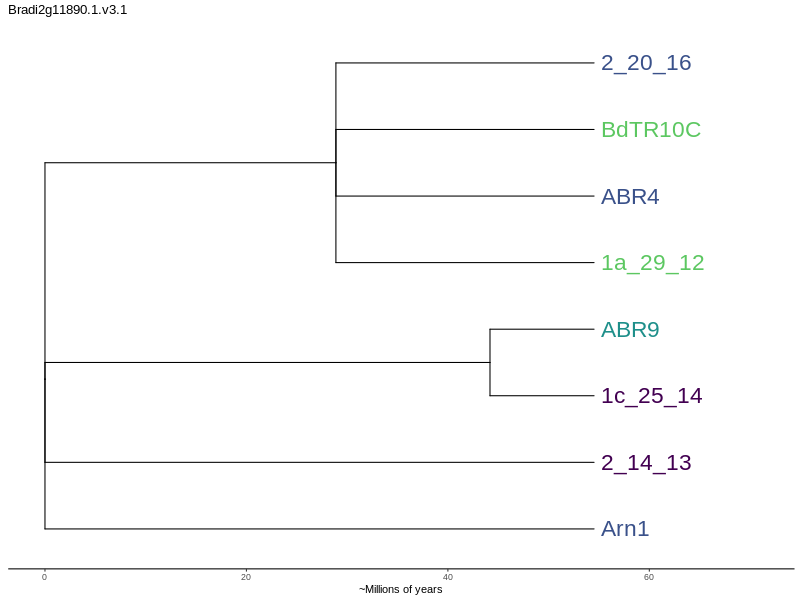 Bradi2g11890.1.v3.1
2_20_16
BdTR10C
ABR4
1a_29_12
ABR9
1c_25_14
2_14_13
Arn1
0 20 40 60
~Millions of years